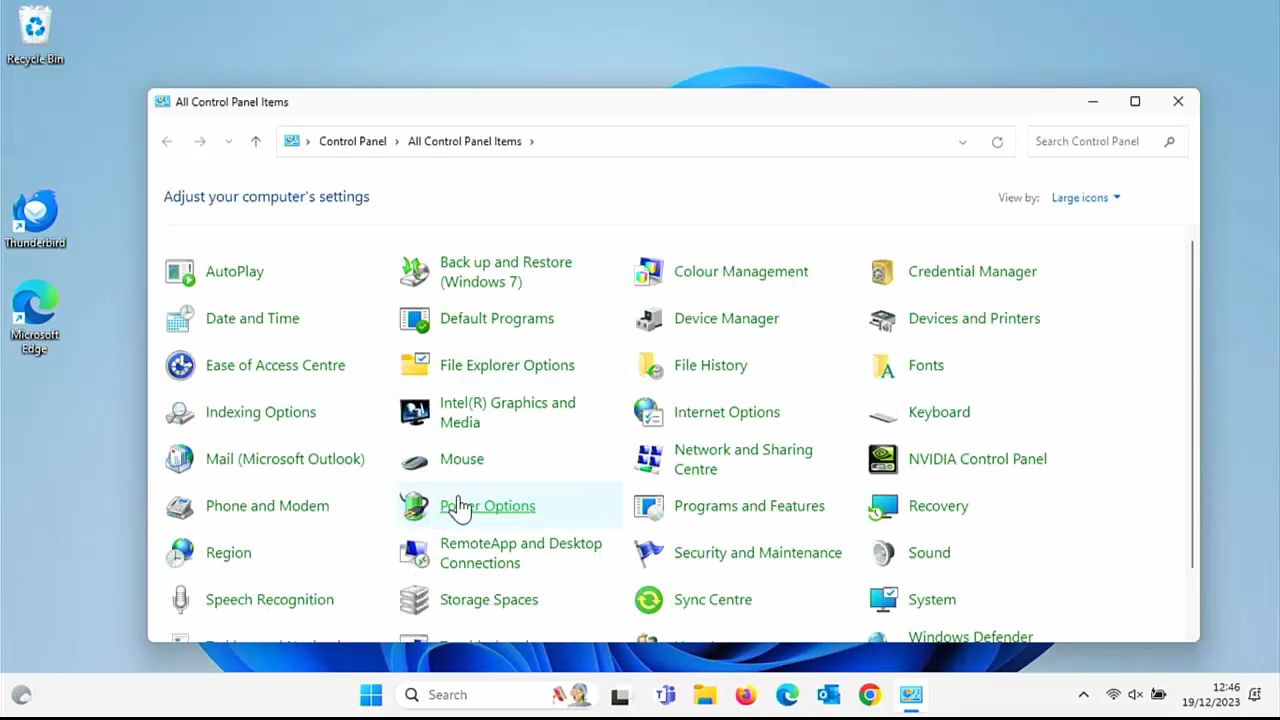 Recycle Bin
Thunderbird
Microsoft
Edge
All Control Panel Items
Control Panel
All Control Panel Items
Search Control Panel
Adjust your computer's settings
View by:
Large icons
AutoPlay
Back up and Restore
(Windows 7)
Colour Management
Credential Manager
Date and Time
Default Programs
Device Manager
Devices and Printers
Ease of Access Centre
File Explorer Options
File History
Fonts
Indexing Options
Intel(R) Graphics and
Media
Internet Options
Keyboard
Mail (Microsoft Outlook)
Mouse
Network and Sharing
Centre
NVIDIA Control Panel
Phone and Modem
Power Options
Programs and Features
Recovery
Region
RemoteApp and Desktop
Connections
Security and Maintenance
Sound
Speech Recognition
Storage Spaces
Sync Centre
System
Windows Defender
Search
12:46
19/12/2023